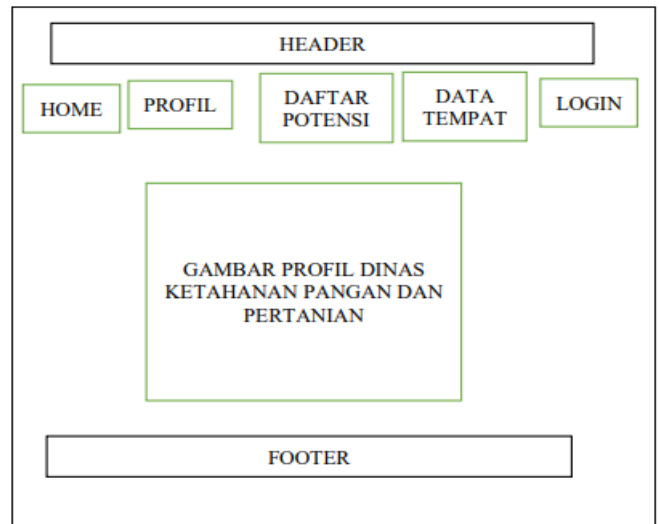 HEADER
HOME
PROFIL
DAFTAR
POTENSI
DATA
TEMPAT
LOGIN
GAMBAR PROFIL DINAS
KETAHANAN PANGAN DAN
PERTANIAN
FOOTER